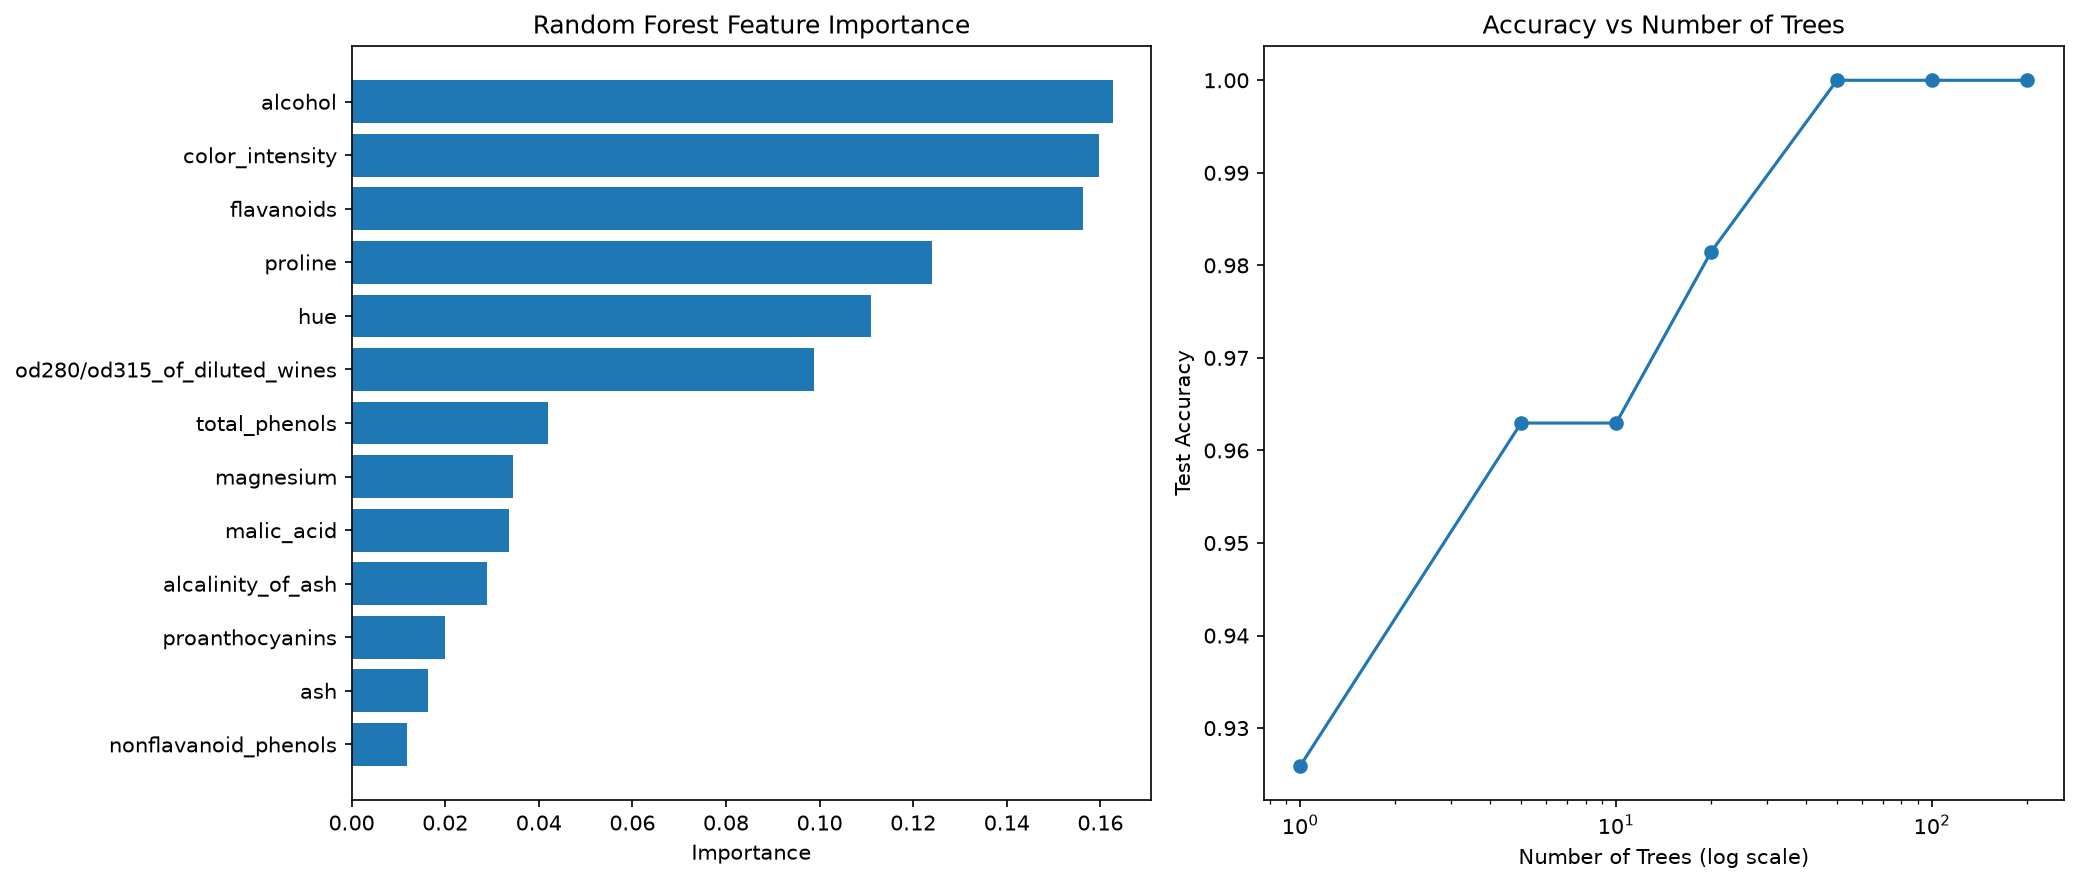 Random Forest Feature Importance
alcohol
color_intensity
flavanoids
proline
hue
od280/od315_of_diluted_wines
total_phenols
magnesium
malic_acid
alcalinity_of_ash
proanthocyanins
ash
nonflavanoid_phenols
0.00 0.02 0.04 0.06 0.08 0.10 0.12 0.14 0.16
Importance
Accuracy vs Number of Trees
Test Accuracy
1.00
0.99
0.98
0.97
0.96
0.95
0.94
0.93
10⁰ 10¹ 10²
Number of Trees (log scale)